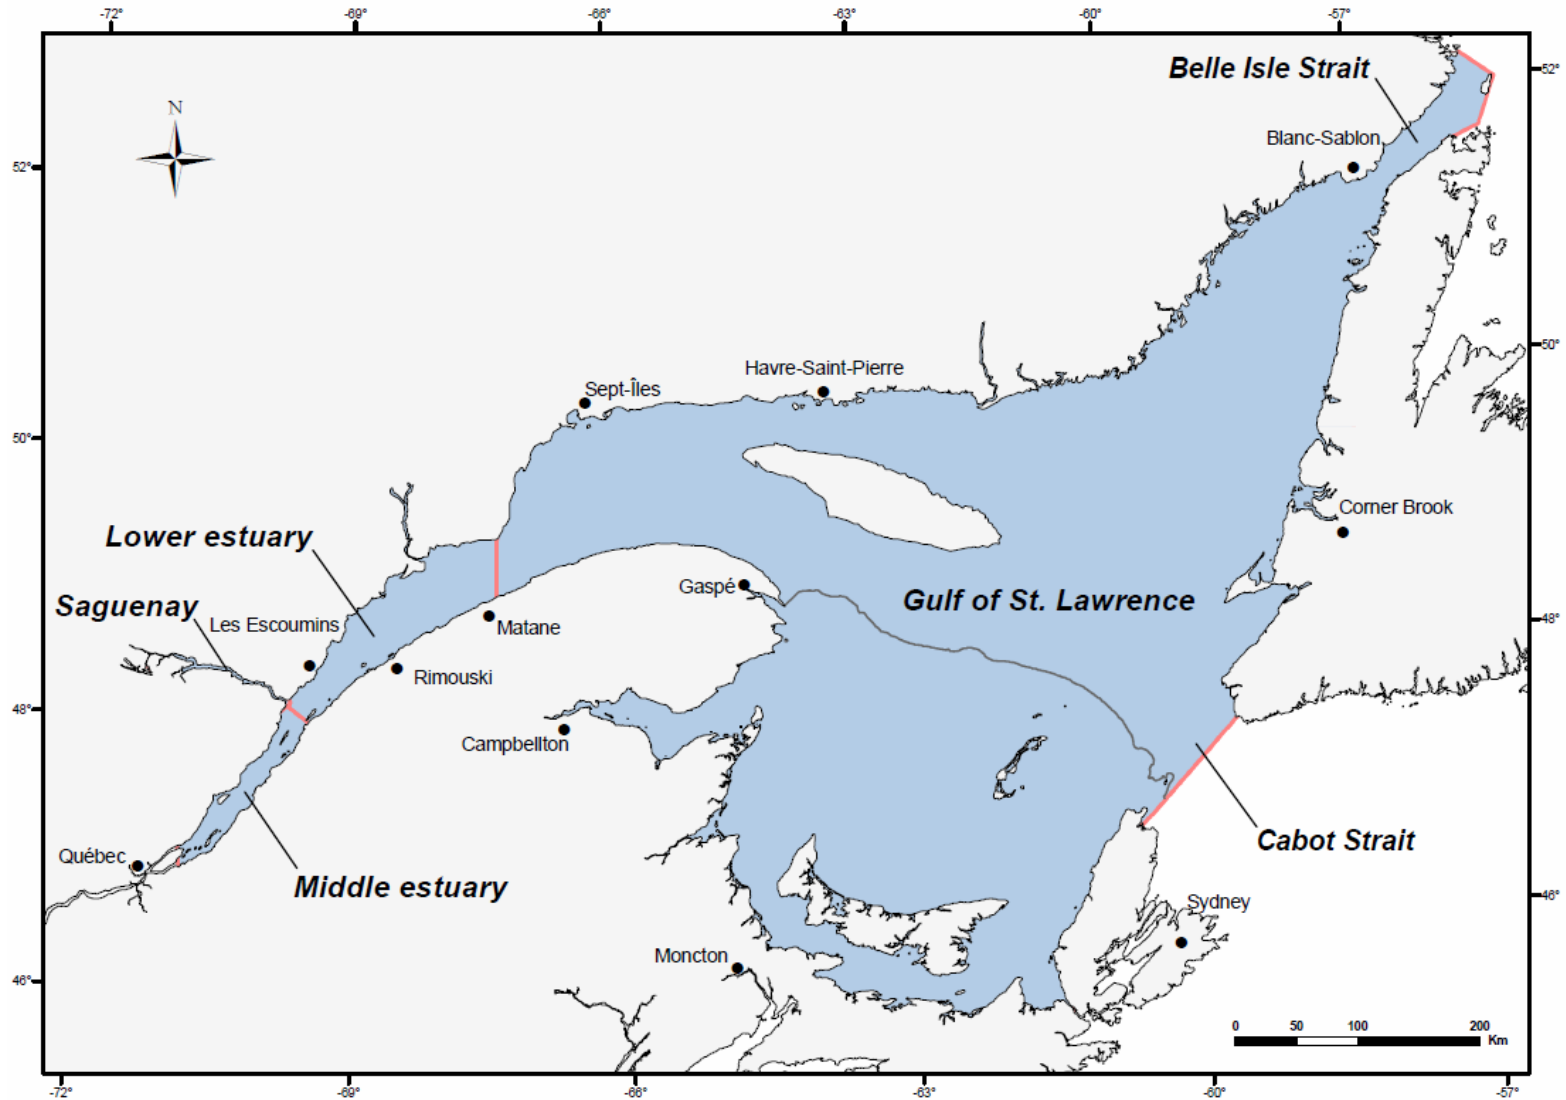 -72° -69° -66° -63° -60° -57°
Belle Isle Strait
52°
N
Blanc-Sablon
52°
50°
Havre-Saint-Pierre
Sept-Îles
50°
Corner Brook
Lower estuary
Gaspé
Gulf of St. Lawrence
Saguenay
Les Escoumins
48°
Matane
Rimouski
48°
Campbellton
Cabot Strait
Québec
Middle estuary
46°
Sydney
Moncton
46°
0 50 100 200
Km
-72° -69° -66° -63° -60° -57°